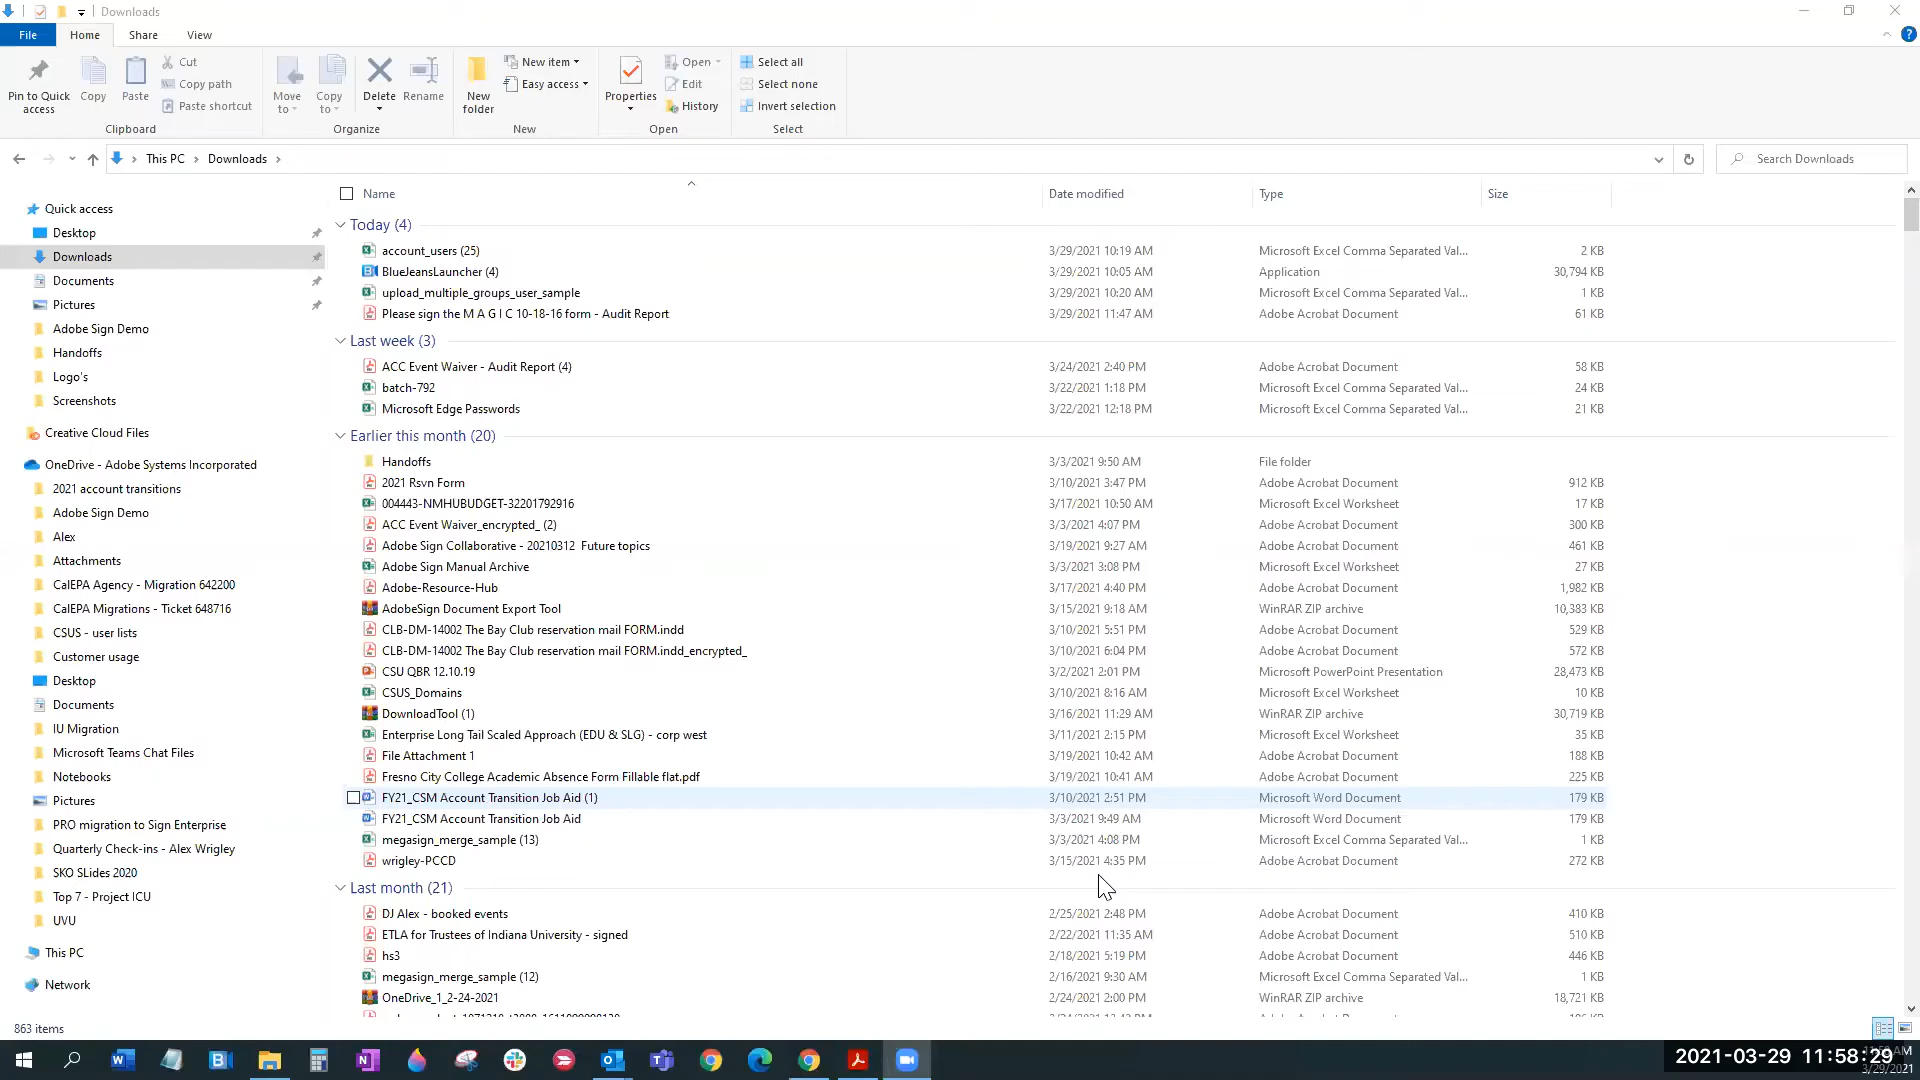 Downloads
File Home Share View
Pin to Quick access
Copy
Paste
Cut
Copy path
Paste shortcut
Clipboard
Move to
Copy to
Delete
Rename
Organize
New folder
New item
Easy access
New
Properties
Open
Edit
History
Open
Select all
Select none
Invert selection
Select
This PC Downloads
Search Downloads
Quick access
Desktop
Downloads
Documents
Pictures
Adobe Sign Demo
Handoffs
Logo's
Screenshots
Creative Cloud Files
OneDrive - Adobe Systems Incorporated
2021 account transitions
Adobe Sign Demo
Alex
Attachments
CalEPA Agency - Migration 642200
CalEPA Migrations - Ticket 648716
CSUS - user lists
Customer usage
Desktop
Documents
IU Migration
Microsoft Teams Chat Files
Notebooks
Pictures
PRO migration to Sign Enterprise
Quarterly Check-ins - Alex Wrigley
SKO SLides 2020
Top 7 - Project ICU
UVU
This PC
Network
Name Date modified Type Size
Today (4)
account_users (25) 3/29/2021 10:19 AM Microsoft Excel Comma Separated Val... 2 KB
BlueJeansLauncher (4) 3/29/2021 10:05 AM Application 30,794 KB
upload_multiple_groups_user_sample 3/29/2021 10:20 AM Microsoft Excel Comma Separated Val... 1 KB
Please sign the M A G I C 10-18-16 form - Audit Report 3/29/2021 11:47 AM Adobe Acrobat Document 61 KB
Last week (3)
ACC Event Waiver - Audit Report (4) 3/24/2021 2:40 PM Adobe Acrobat Document 58 KB
batch-792 3/22/2021 1:18 PM Microsoft Excel Comma Separated Val... 24 KB
Microsoft Edge Passwords 3/22/2021 12:18 PM Microsoft Excel Comma Separated Val... 21 KB
Earlier this month (20)
Handoffs 3/3/2021 9:50 AM File folder
2021 Rsvn Form 3/10/2021 3:47 PM Adobe Acrobat Document 912 KB
004443-NMHUBUDGET-32201792916 3/17/2021 10:50 AM Microsoft Excel Worksheet 17 KB
ACC Event Waiver_encrypted_ (2) 3/3/2021 4:07 PM Adobe Acrobat Document 300 KB
Adobe Sign Collaborative - 20210312 Future topics 3/19/2021 9:27 AM Adobe Acrobat Document 461 KB
Adobe Sign Manual Archive 3/3/2021 3:08 PM Microsoft Excel Worksheet 27 KB
Adobe-Resource-Hub 3/17/2021 4:40 PM Adobe Acrobat Document 1,982 KB
AdobeSign Document Export Tool 3/15/2021 9:18 AM WinRAR ZIP archive 10,383 KB
CLB-DM-14002 The Bay Club reservation mail FORM.indd 3/10/2021 5:51 PM Adobe Acrobat Document 529 KB
CLB-DM-14002 The Bay Club reservation mail FORM.indd_encrypted_ 3/10/2021 6:04 PM Adobe Acrobat Document 572 KB
CSU QBR 12.10.19 3/2/2021 2:01 PM Microsoft PowerPoint Presentation 28,473 KB
CSUS_Domains 3/10/2021 8:16 AM Microsoft Excel Worksheet 10 KB
DownloadTool (1) 3/16/2021 11:29 AM WinRAR ZIP archive 30,719 KB
Enterprise Long Tail Scaled Approach (EDU & SLG) - corp west 3/11/2021 2:15 PM Microsoft Excel Worksheet 35 KB
File Attachment 1 3/19/2021 10:42 AM Adobe Acrobat Document 188 KB
Fresno City College Academic Absence Form Fillable flat.pdf 3/19/2021 10:41 AM Adobe Acrobat Document 225 KB
FY21_CSM Account Transition Job Aid (1) 3/10/2021 2:51 PM Microsoft Word Document 179 KB
FY21_CSM Account Transition Job Aid 3/3/2021 9:49 AM Microsoft Word Document 179 KB
megasign_merge_sample (13) 3/3/2021 4:08 PM Microsoft Excel Comma Separated Val... 1 KB
wrigley-PCCD 3/15/2021 4:35 PM Adobe Acrobat Document 272 KB
Last month (21)
DJ Alex - booked events 2/25/2021 2:48 PM Adobe Acrobat Document 410 KB
ETLA for Trustees of Indiana University - signed 2/22/2021 11:35 AM Adobe Acrobat Document 510 KB
hs3 2/18/2021 5:19 PM Adobe Acrobat Document 446 KB
megasign_merge_sample (12) 2/16/2021 9:30 AM Microsoft Excel Comma Separated Val... 1 KB
OneDrive_1_2-24-2021 2/24/2021 2:00 PM WinRAR ZIP archive 18,721 KB
863 items
2021-03-29 11:58:29
3/29/2021